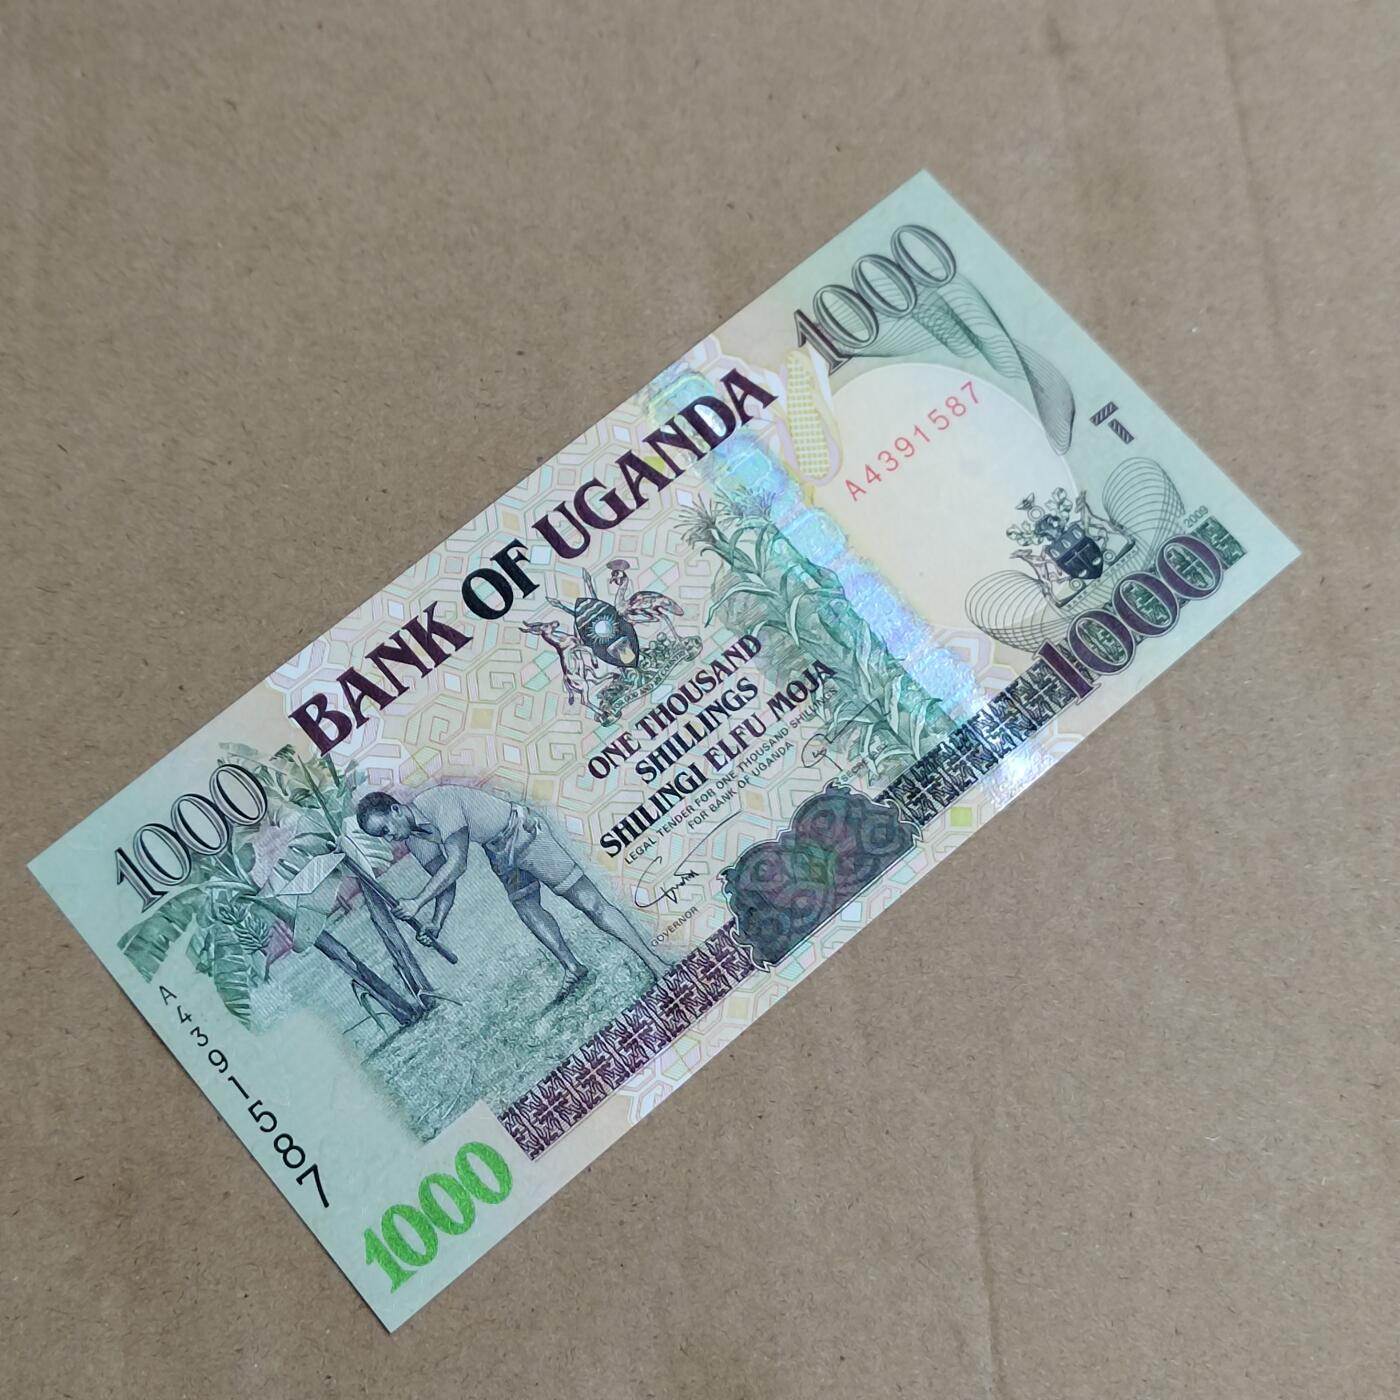 BANK OF UGANDA
1000
1000
A4391587
ONE THOUSAND
SHILLINGS
SHILINGI ELFU MOJA
LEGAL TENDER FOR ONE THOUSAND SHILLINGS
FOR BANK OF UGANDA
GOVERNOR
A4391587
2009
1000
1000